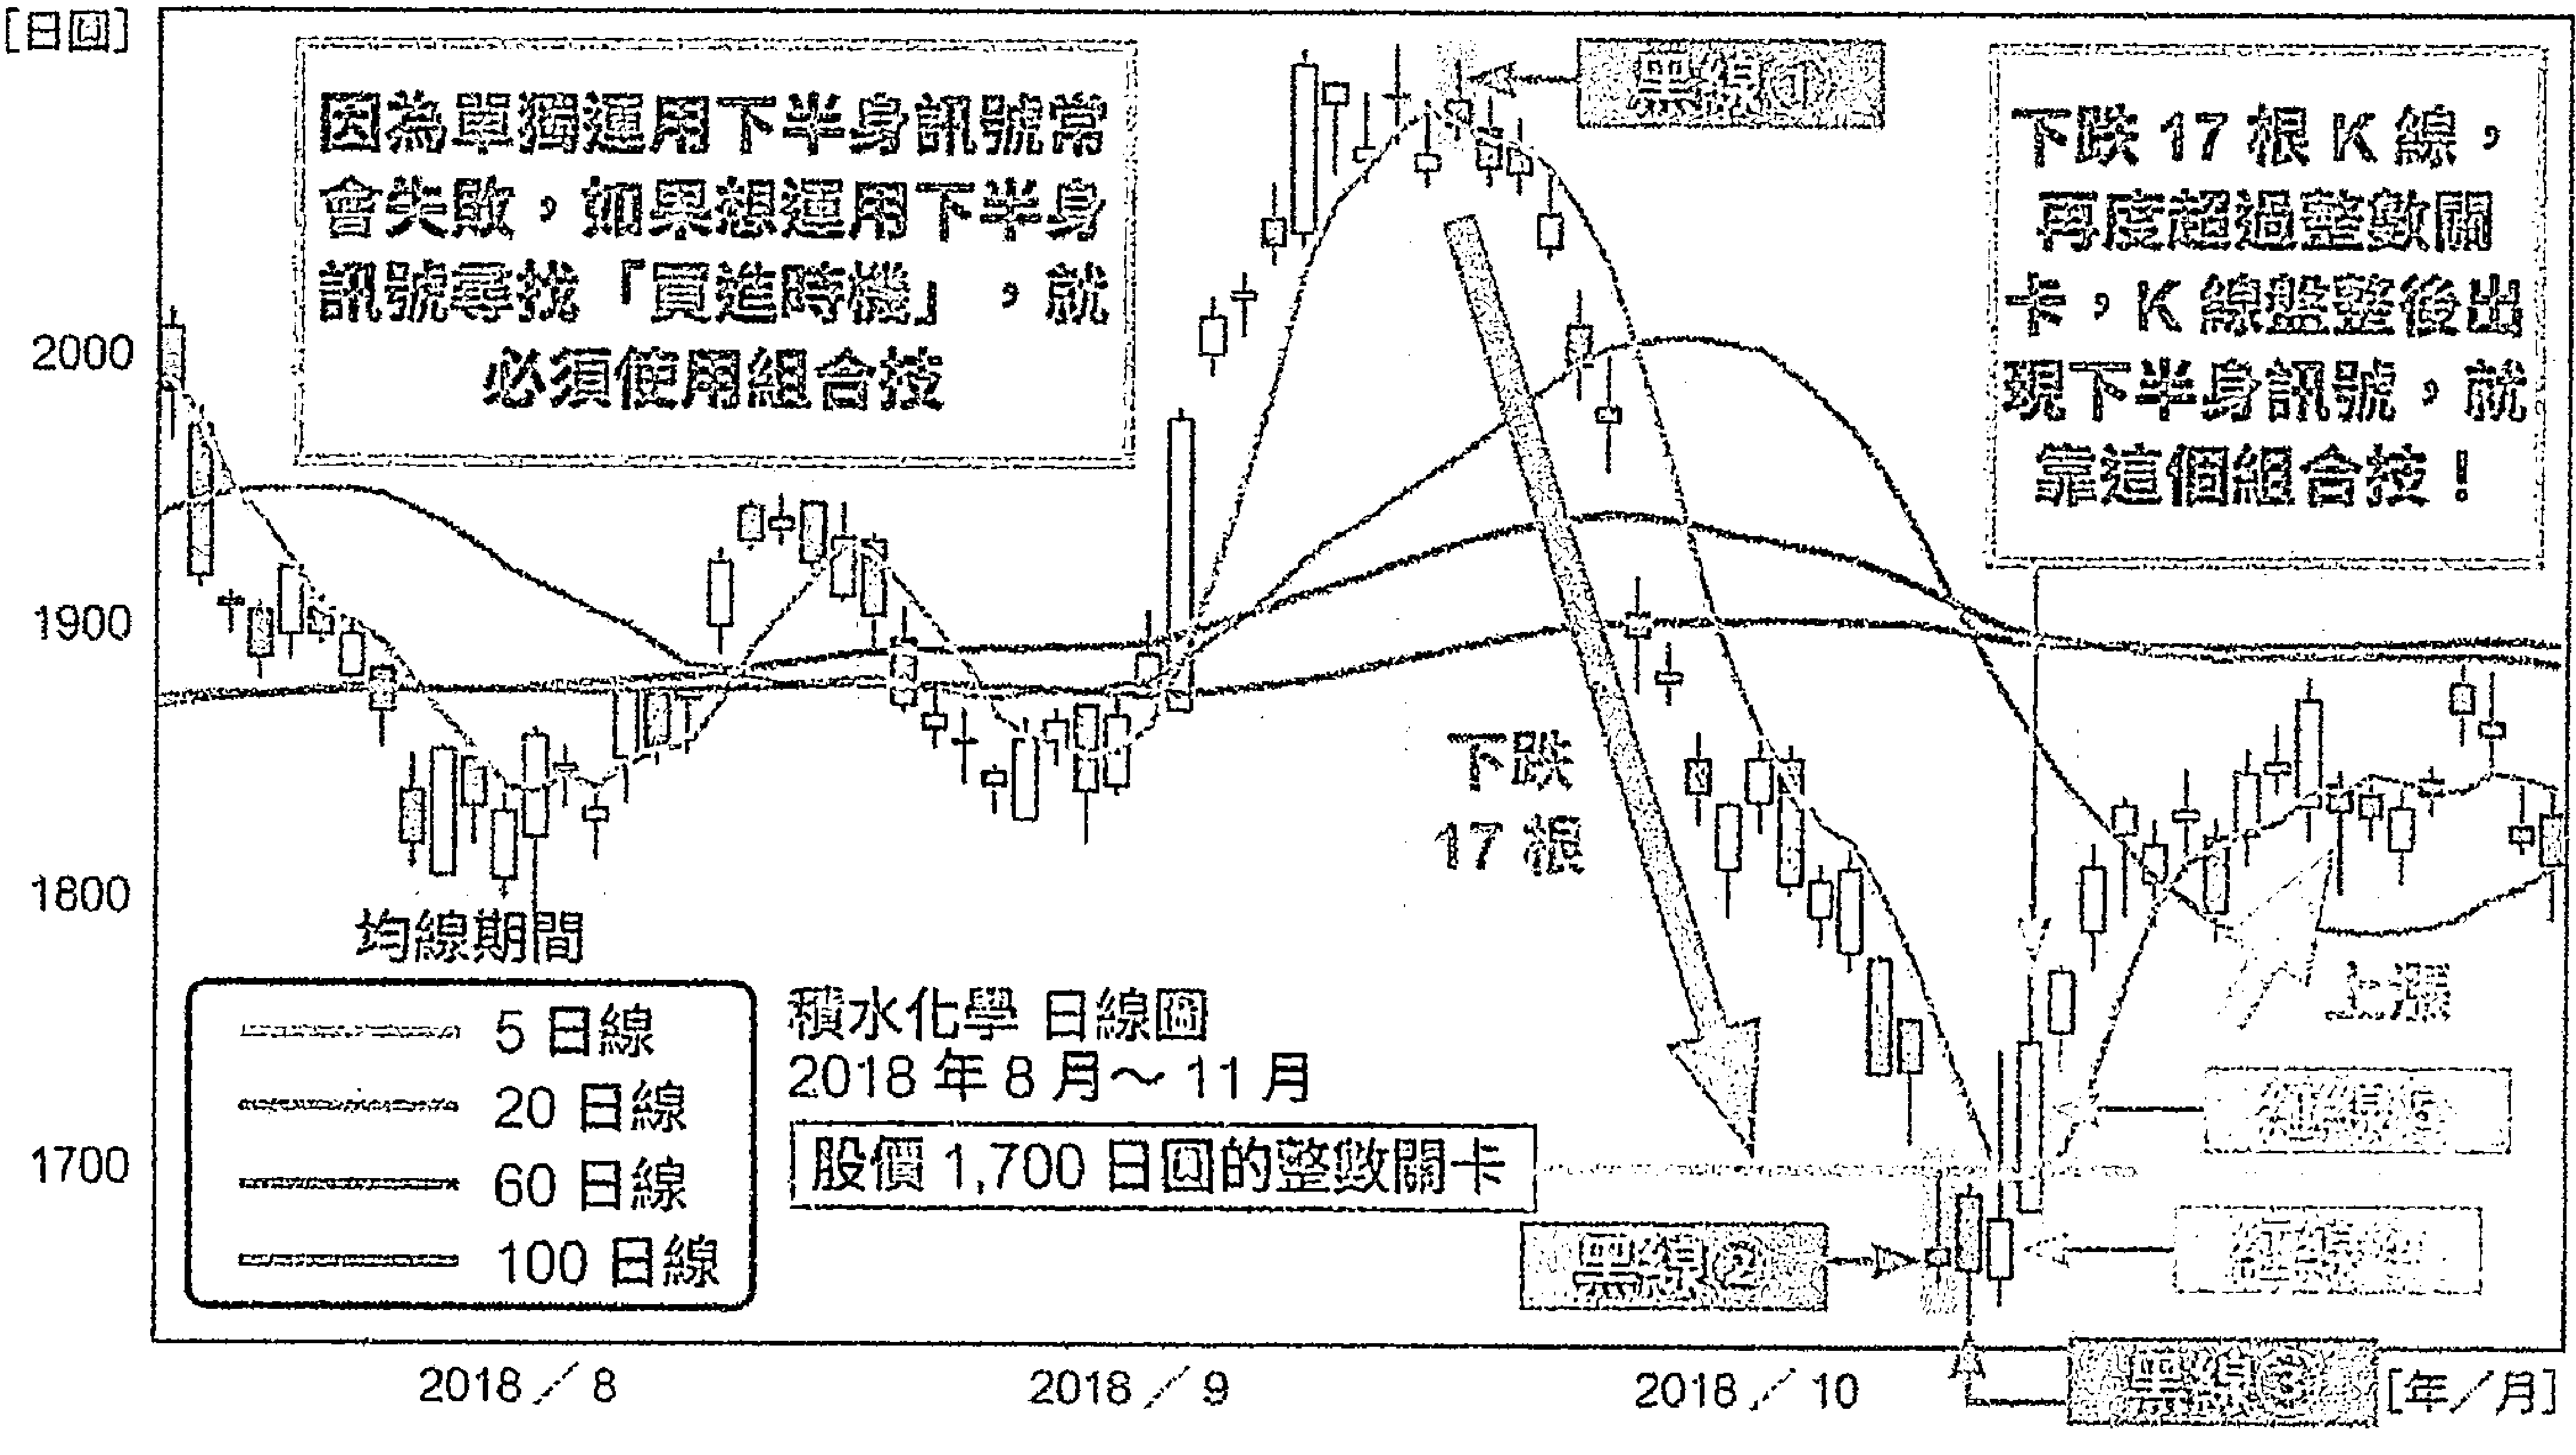 [日圓]
因為單獨運用下半身訊號常
會失敗，如果想運用下半身
訊號尋找「買進時機」，就
必須使用組合技
黑線①
下跌 17 根 K 線，
再度超過整數關
卡，K 線盤整後出
現下半身訊號，就
靠這個組合技！
2000
1900
1800
1700
下跌
17 根
均線期間
5 日線
20 日線
60 日線
100 日線
積水化學 日線圖
2018 年 8 月～ 11 月
股價 1,700 日圓的整數關卡
上漲
紅線⑤
黑線②
紅線④
黑線③
2018／8
2018／9
2018／10
[年／月]